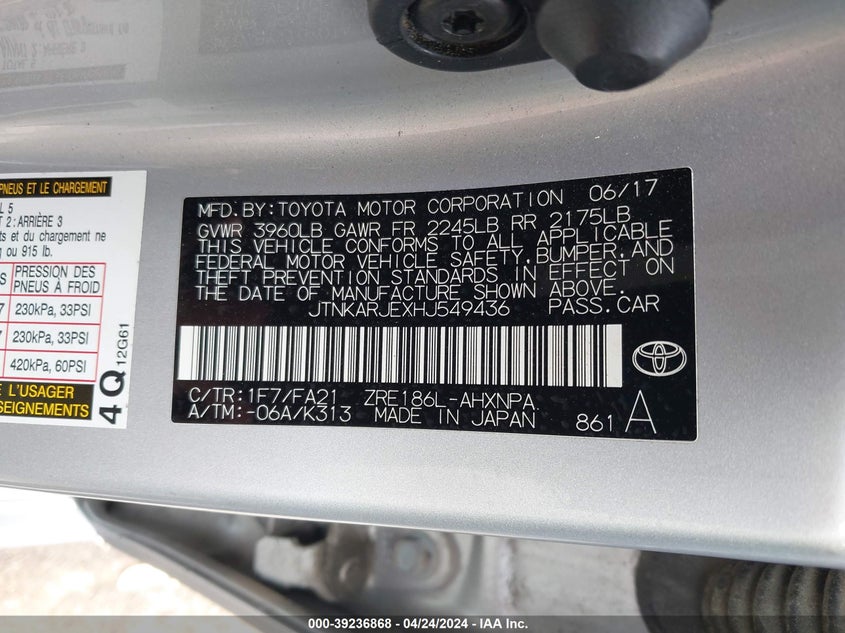 PNEUS ET LE CHARGEMENT
L 5
T 2: ARRIÈRE 3
ts et du chargement ne
g ou 915 lb.
PRESSION DES
PNEUS À FROID
230kPa, 33PSI
230kPa, 33PSI
420kPa, 60PSI
L'USAGER
ENSEIGNEMENTS
4Q 12G61
MFD. BY: TOYOTA MOTOR CORPORATION 06/17
GVWR 3960LB GAWR FR 2245LB RR 2175LB
THIS VEHICLE CONFORMS TO ALL APPLICABLE
FEDERAL MOTOR VEHICLE SAFETY, BUMPER, AND
THEFT PREVENTION STANDARDS IN EFFECT ON
THE DATE OF MANUFACTURE SHOWN ABOVE.
JTNKARJEXHJ549436 PASS.CAR
C/TR: 1F7/FA21 ZRE186L-AHXNPA
A/TM: -06A/K313 MADE IN JAPAN 861 A
000-39236868 - 04/24/2024 - IAA Inc.